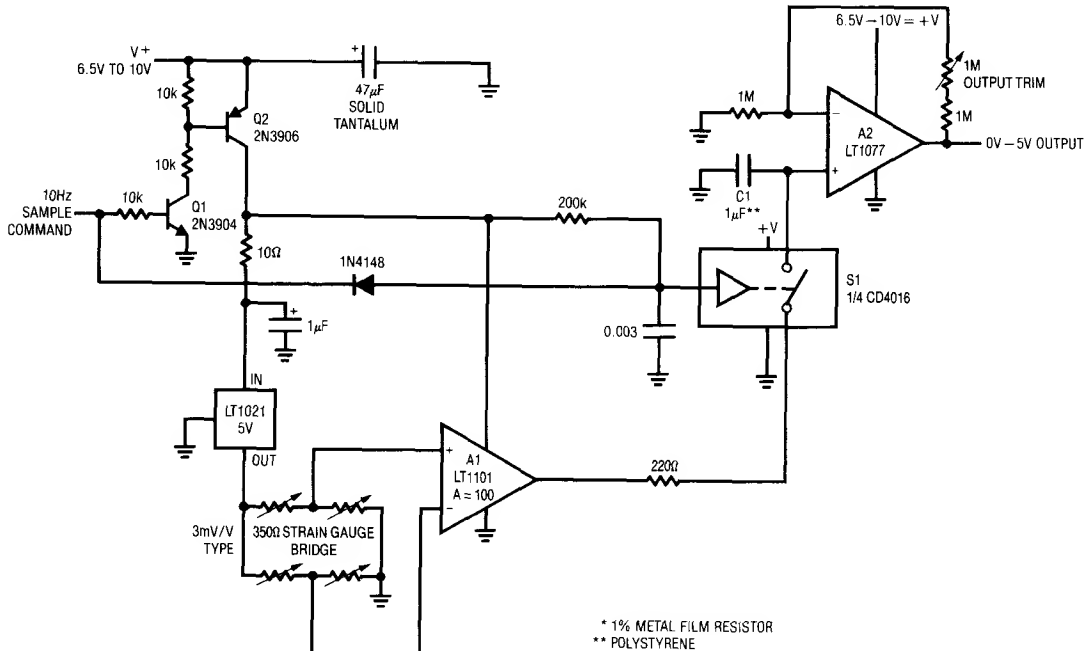 V+
6.5V TO 10V
10k
Q2
2N3906
+
47μF
SOLID
TANTALUM
10k
10Hz
SAMPLE
COMMAND
10k
Q1
2N3904
10Ω
1N4148
200k
+
1μF
0.003
IN
LT1021
5V
OUT
3mV/V
TYPE
350Ω STRAIN GAUGE
BRIDGE
+
A1
LT1101
A = 100
−
220Ω
6.5V – 10V = +V
1M
OUTPUT TRIM
1M
1M
−
A2
LT1077
+
0V – 5V OUTPUT
C1
1μF**
+V
S1
1/4 CD4016
* 1% METAL FILM RESISTOR
** POLYSTYRENE